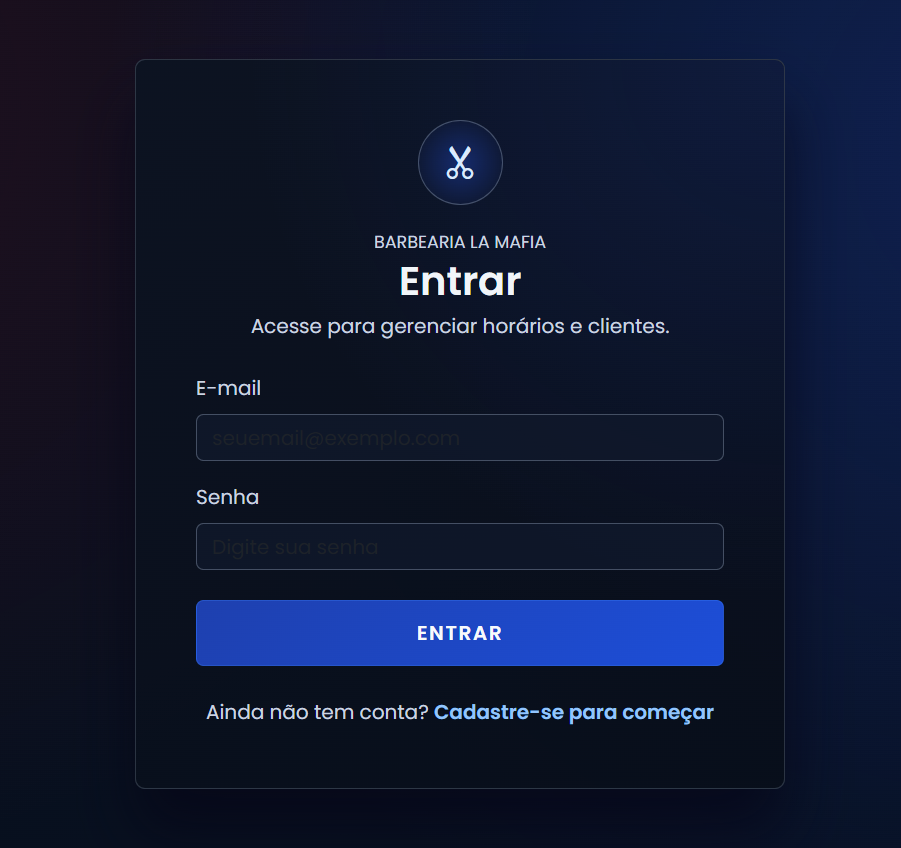 BARBEARIA LA MAFIA
Entrar
Acesse para gerenciar horários e clientes.
E-mail
seuemail@exemplo.com
Senha
Digite sua senha
ENTRAR
Ainda não tem conta? Cadastre-se para começar